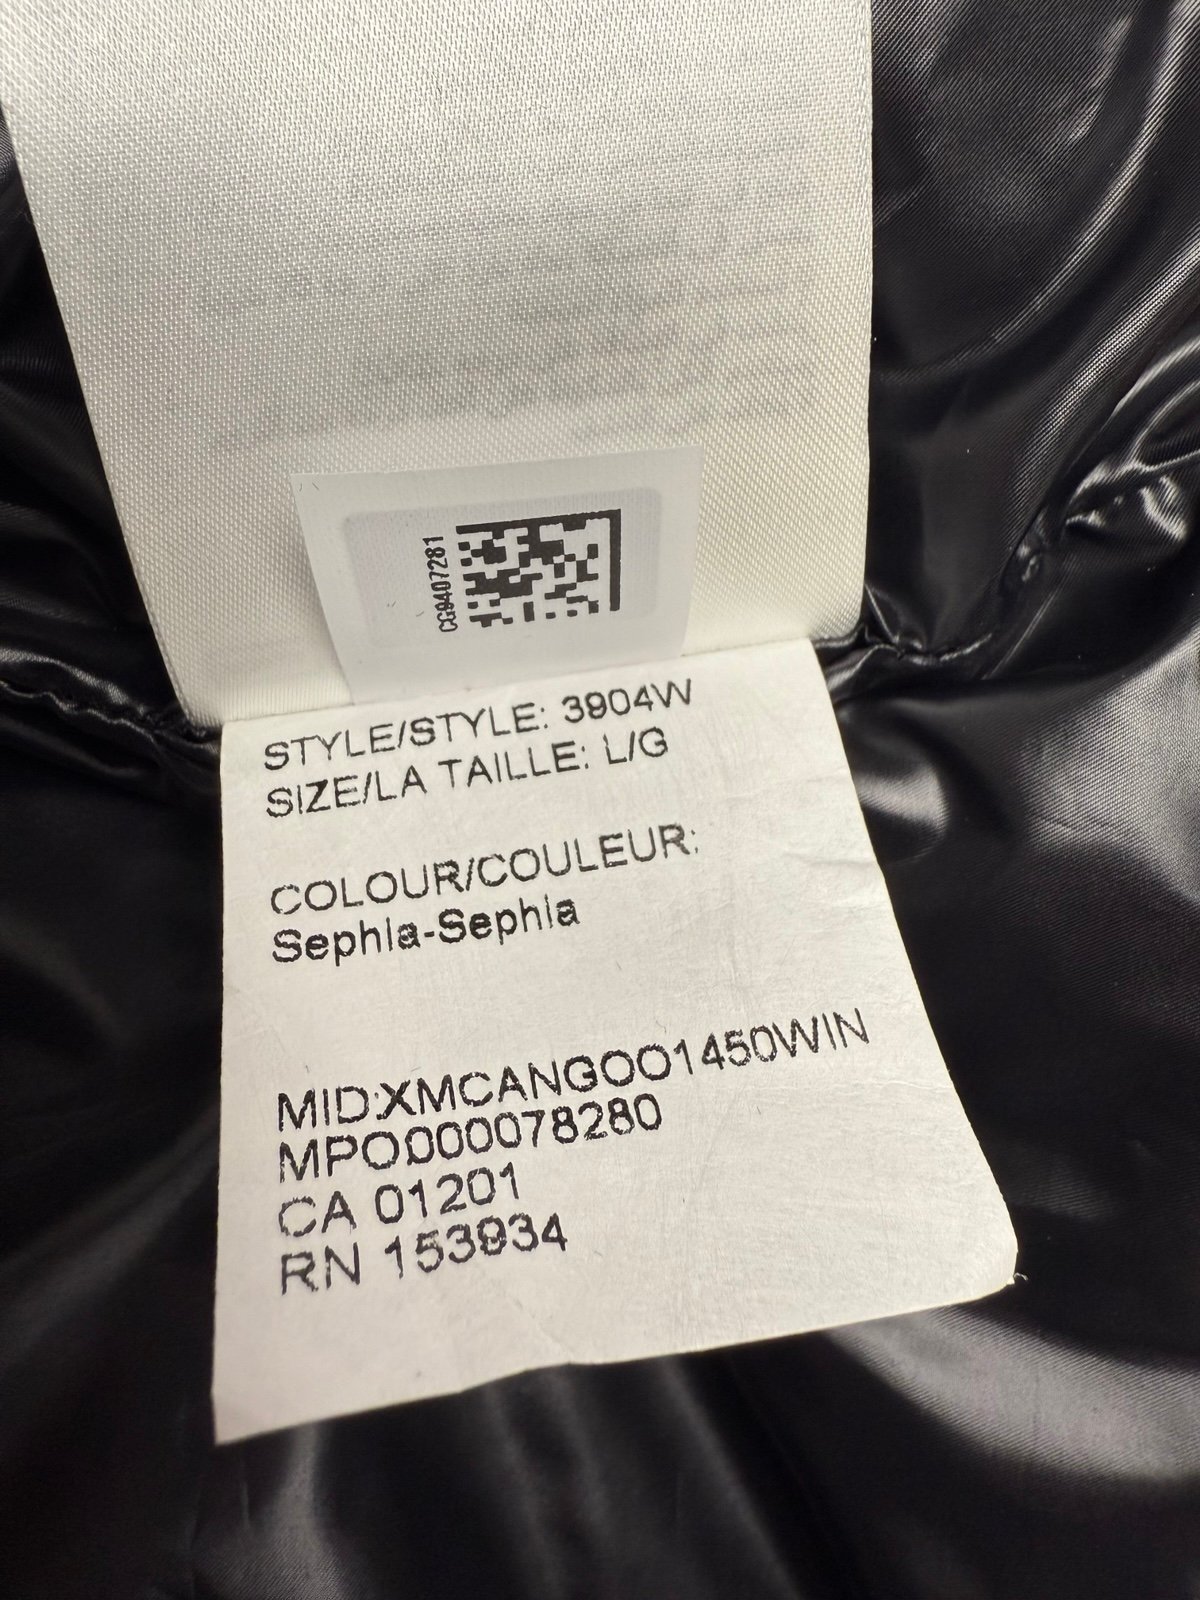 CG9407281
STYLE/STYLE: 3904W
SIZE/LA TAILLE: L/G
COLOUR/COULEUR:
Sephia-Sephia
MID:XMCANGOO1450WIN
MPO000078280
CA 01201
RN 153934